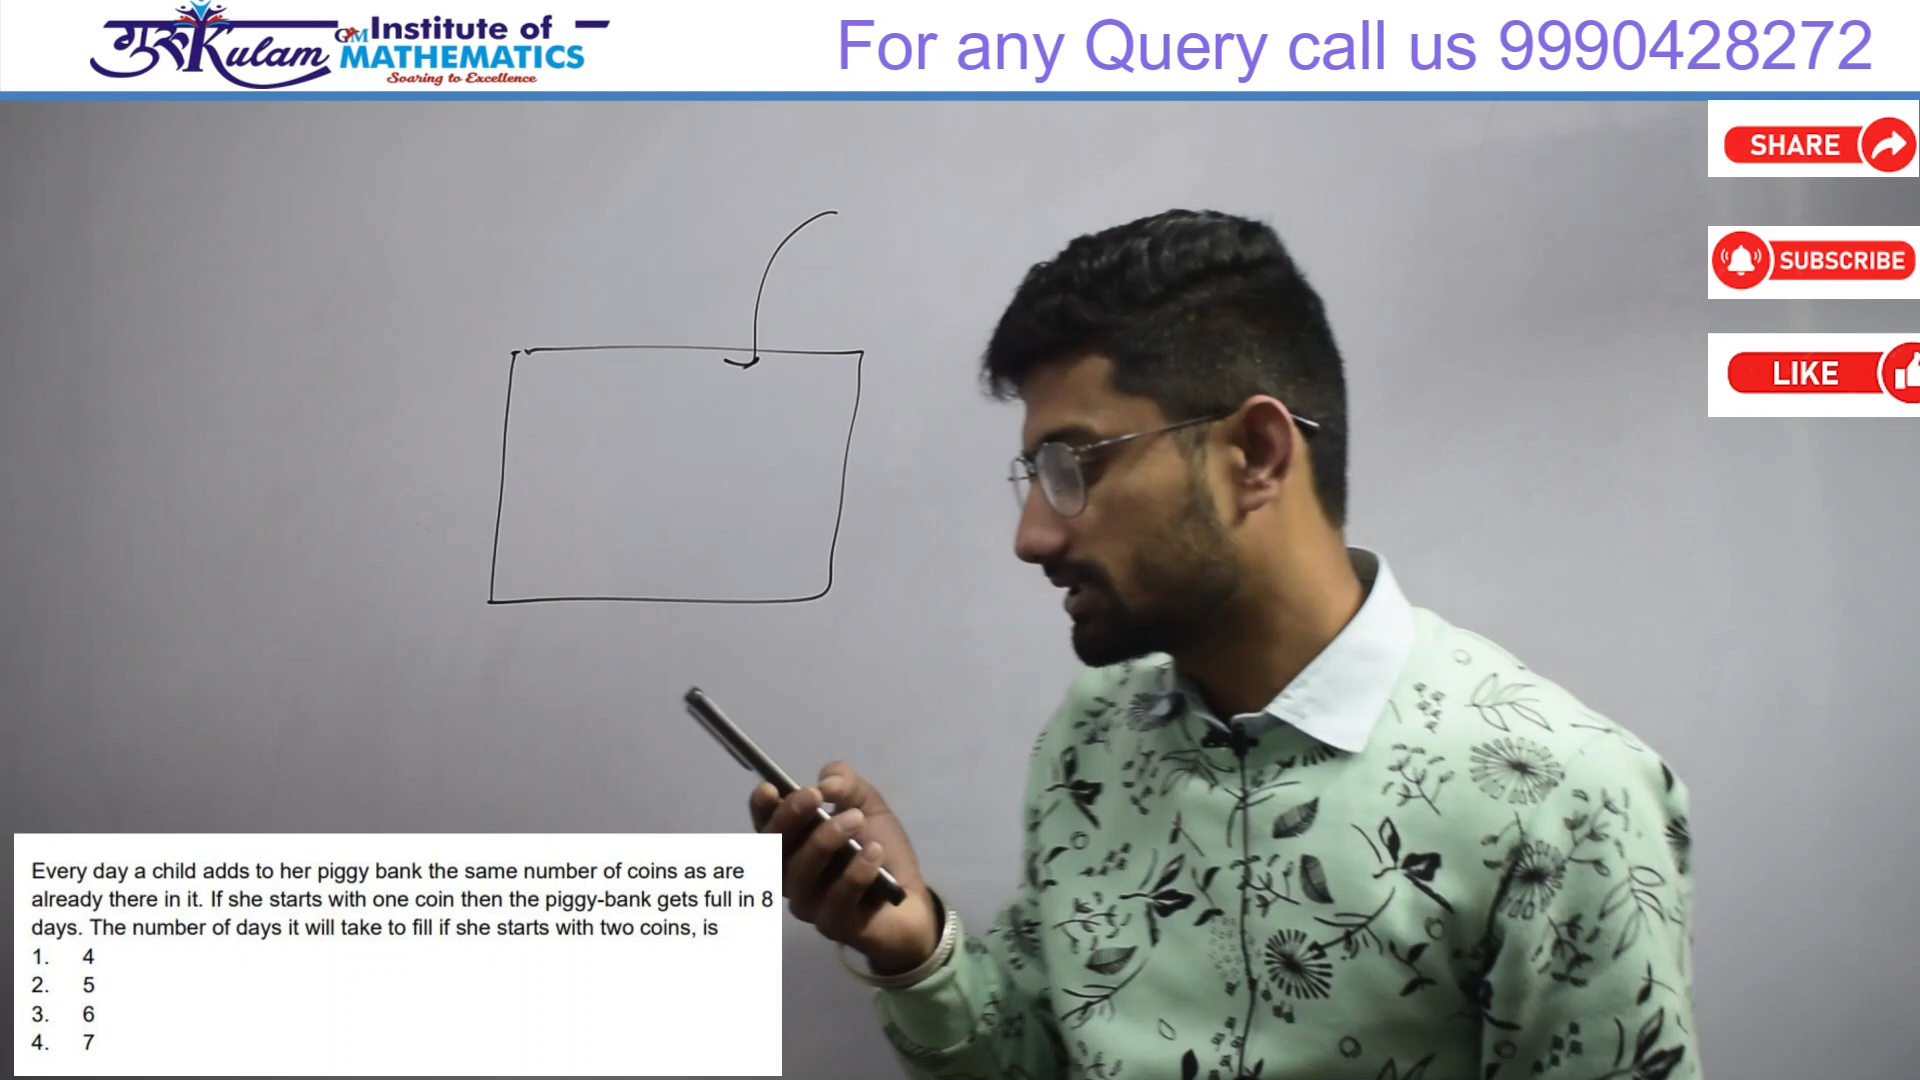 गुरुKulam
GM Institute of
MATHEMATICS
Soaring to Excellence
For any Query call us 9990428272
SHARE
SUBSCRIBE
LIKE
Every day a child adds to her piggy bank the same number of coins as are
already there in it. If she starts with one coin then the piggy-bank gets full in 8
days. The number of days it will take to fill if she starts with two coins, is
1. 4
2. 5
3. 6
4. 7